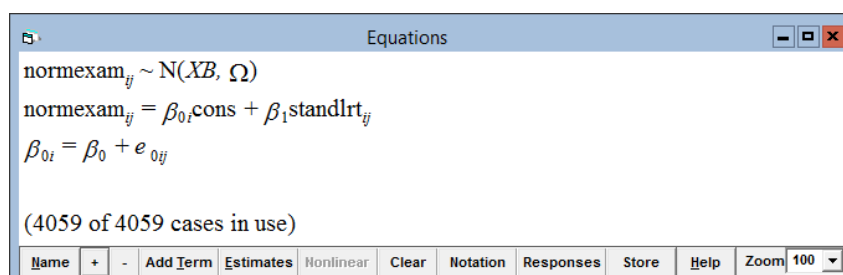 Equations
normexam_ij ~ N(XB, Ω)
normexam_ij = β_0i cons + β_1 standlrt_ij
β_0i = β_0 + e_0ij
(4059 of 4059 cases in use)
Name + - Add Term Estimates Nonlinear Clear Notation Responses Store Help Zoom 100